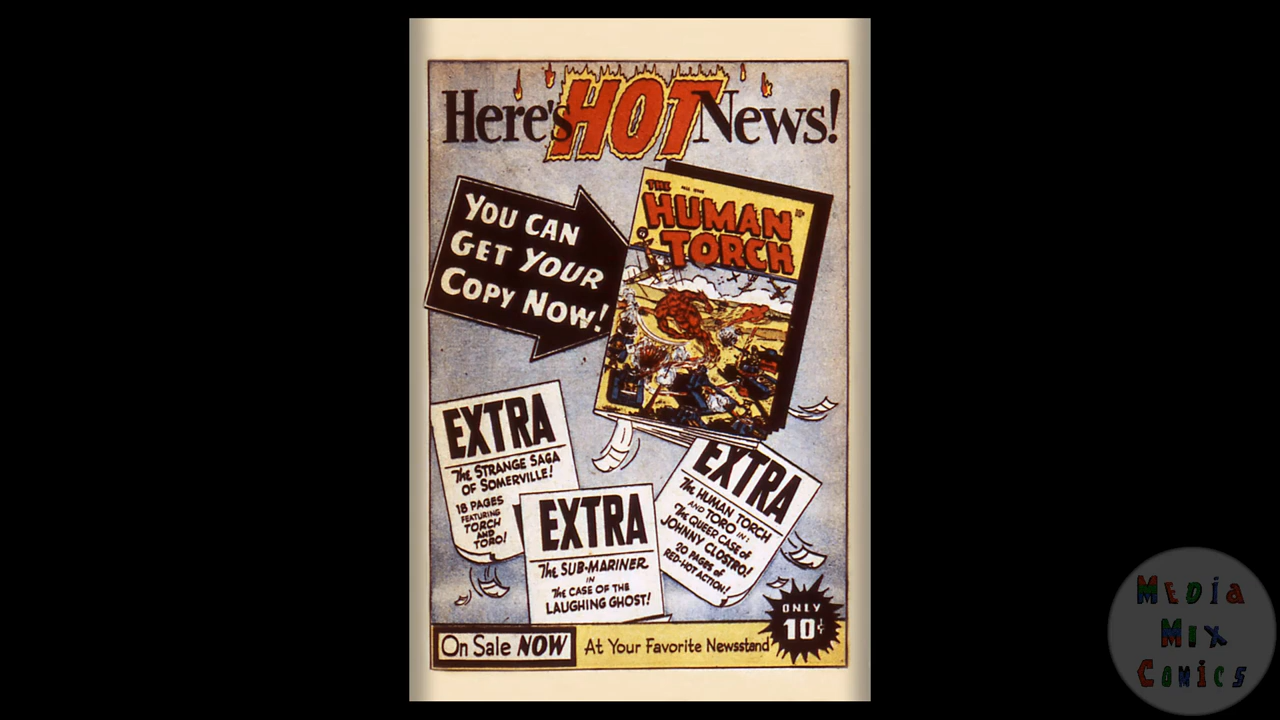 Here's HOT News!
YOU CAN
GET YOUR
COPY NOW!
THE
HUMAN
TORCH
EXTRA
The STRANGE SAGA
OF SOMERVILLE!
18 PAGES
FEATURING
TORCH
AND
TORO!
EXTRA
The SUB-MARINER
IN
The CASE OF THE
LAUGHING GHOST!
EXTRA
The HUMAN TORCH
AND TORO IN:
The QUEER CASE of
JOHNNY CLOSTRO!
20 PAGES of
RED-HOT ACTION!
ONLY
10¢
On Sale NOW
At Your Favorite Newsstand
MEDIA
MIX
COMICS